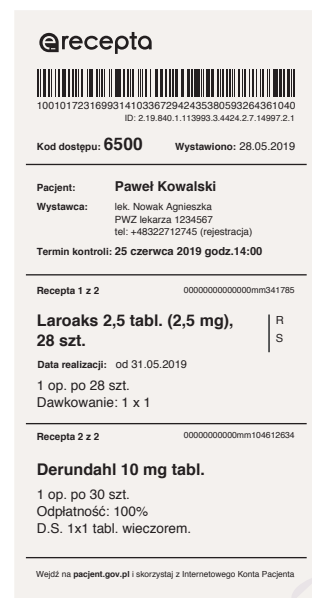 erecepta
10010172316993141033672942435380593264361040
ID: 2.19.840.1.113993.3.4424.2.7.14997.2.1
Kod dostępu: 6500 Wystawiono: 28.05.2019
Pacjent: Paweł Kowalski
Wystawca: lek. Nowak Agnieszka
PWZ lekarza 1234567
tel: +48322712745 (rejestracja)
Termin kontroli: 25 czerwca 2019 godz.14:00
Recepta 1 z 2 00000000000000mm341785
Laroaks 2,5 tabl. (2,5 mg), R
28 szt. S
Data realizacji: od 31.05.2019
1 op. po 28 szt.
Dawkowanie: 1 x 1
Recepta 2 z 2 00000000000mm104612634
Derundahl 10 mg tabl.
1 op. po 30 szt.
Odpłatność: 100%
D.S. 1x1 tabl. wieczorem.
Wejdź na pacjent.gov.pl i skorzystaj z Internetowego Konta Pacjenta